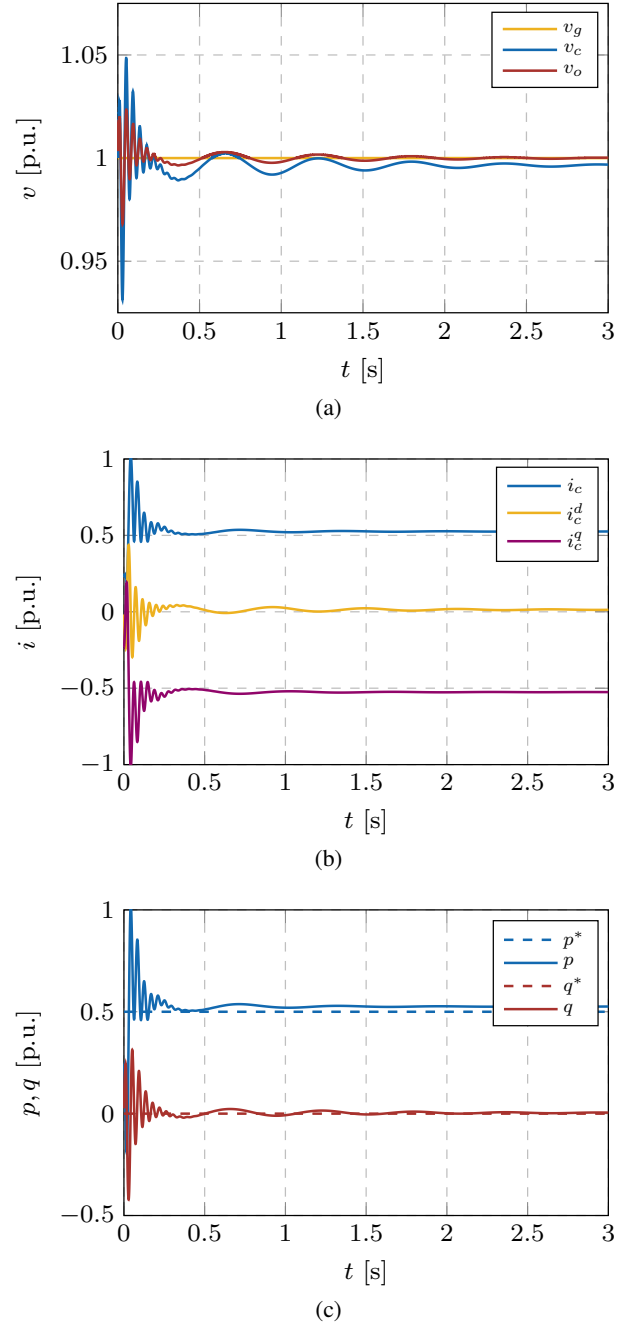 1.05
1
0.95
v [p.u.]
v_g
v_c
v_o
0 0.5 1 1.5 2 2.5 3
t [s]
(a)
1
0.5
0
−0.5
−1
i [p.u.]
i_c
i_c^d
i_c^q
0 0.5 1 1.5 2 2.5 3
t [s]
(b)
1
0.5
0
−0.5
p, q [p.u.]
p*
p
q*
q
0 0.5 1 1.5 2 2.5 3
t [s]
(c)